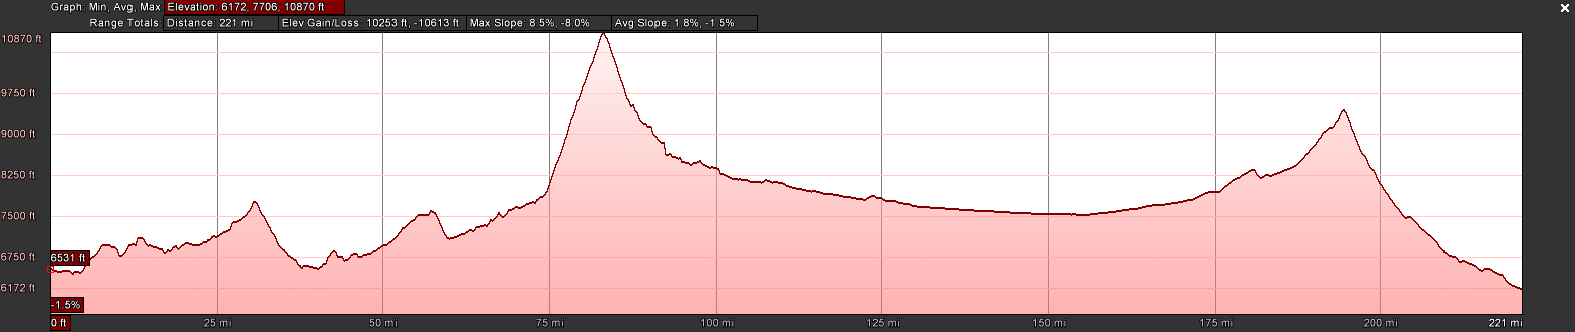 Graph: Min, Avg, Max Elevation: 6172, 7706, 10870 ft
Range Totals: Distance: 221 mi Elev Gain/Loss: 10253 ft, -10613 ft Max Slope: 8.5%, -8.0% Avg Slope: 1.8%, -1.5%
10870 ft
9750 ft
9000 ft
8250 ft
7500 ft
6750 ft
6531 ft
6172 ft
-1.5%
0 ft 25 mi 50 mi 75 mi 100 mi 125 mi 150 mi 175 mi 200 mi 221 mi